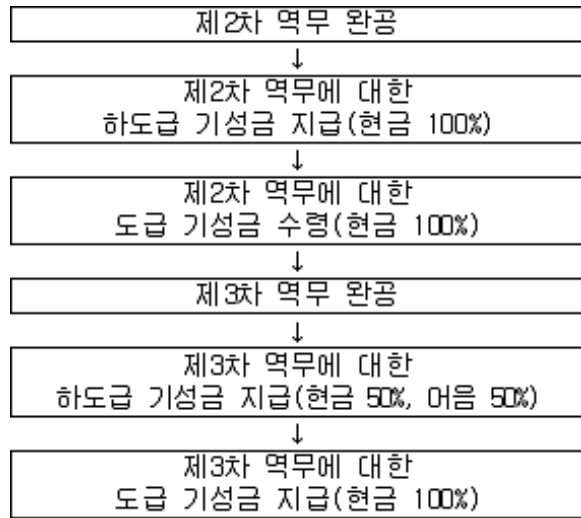 제2차 역무 완공
↓
제2차 역무에 대한
하도급 기성금 지급(현금 100%)
↓
제2차 역무에 대한
도급 기성금 수령(현금 100%)
↓
제3차 역무 완공
↓
제3차 역무에 대한
하도급 기성금 지급(현금 50%, 어음 50%)
↓
제3차 역무에 대한
도급 기성금 지급(현금 100%)